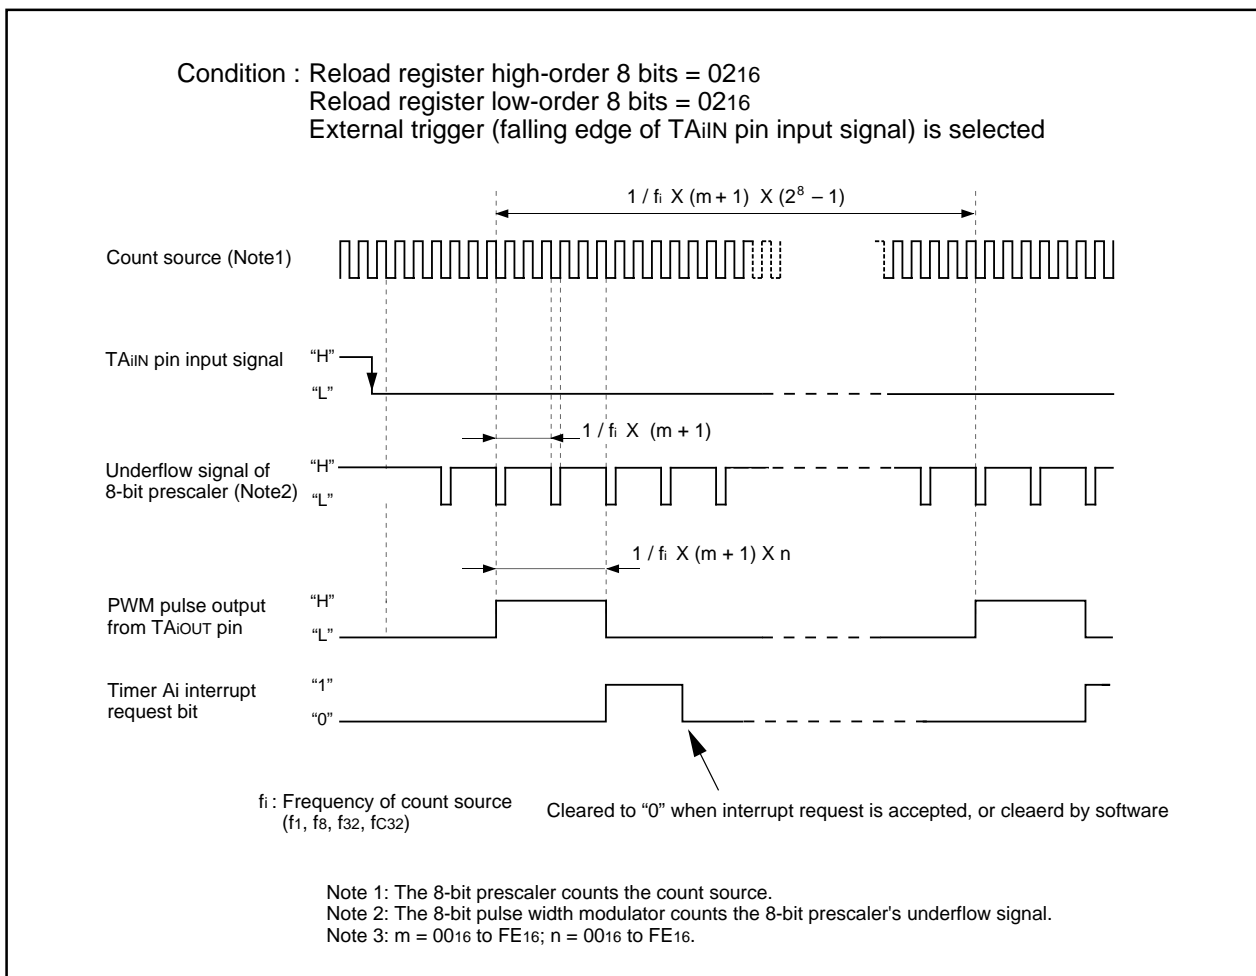 Condition : Reload register high-order 8 bits = 0216
Reload register low-order 8 bits = 0216
External trigger (falling edge of TAiIN pin input signal) is selected
1 / fi X (m + 1) X (2⁸ – 1)
Count source (Note1)
TAiIN pin input signal
“H”
“L”
1 / fi X (m + 1)
Underflow signal of
8-bit prescaler (Note2)
“H”
“L”
1 / fi X (m + 1) X n
PWM pulse output
from TAiOUT pin
“H”
“L”
Timer Ai interrupt
request bit
“1”
“0”
fi : Frequency of count source
(f1, f8, f32, fC32)
Cleared to “0” when interrupt request is accepted, or cleaerd by software
Note 1: The 8-bit prescaler counts the count source.
Note 2: The 8-bit pulse width modulator counts the 8-bit prescaler's underflow signal.
Note 3: m = 0016 to FE16; n = 0016 to FE16.